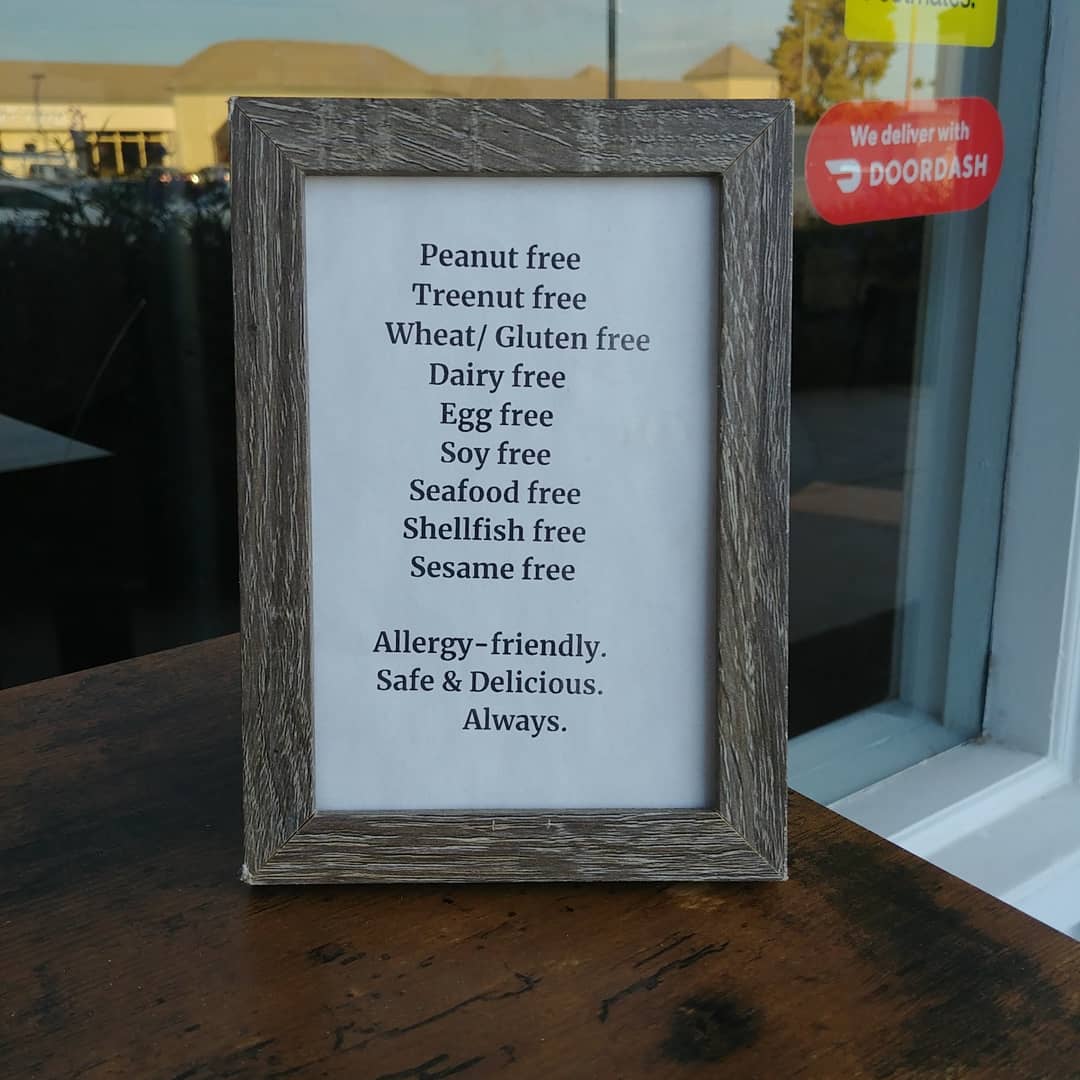 We deliver with
DOORDASH
Peanut free
Treenut free
Wheat/ Gluten free
Dairy free
Egg free
Soy free
Seafood free
Shellfish free
Sesame free
Allergy-friendly.
Safe & Delicious.
Always.